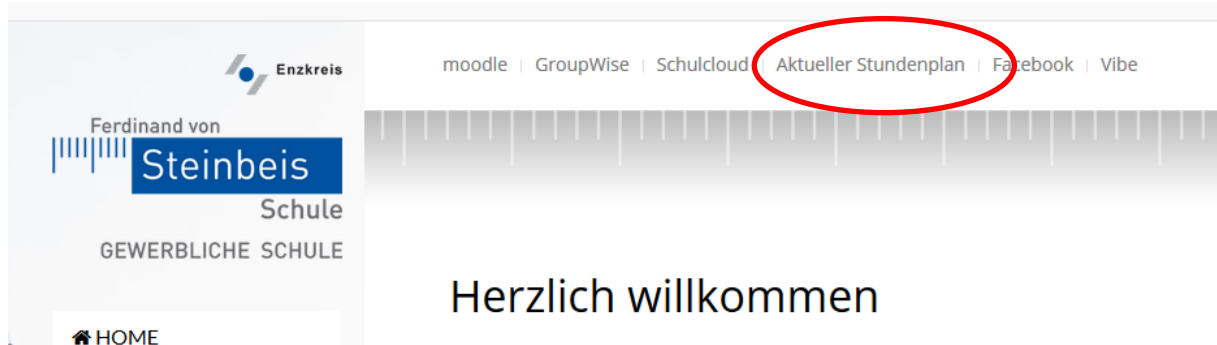 Enzkreis
Ferdinand von
Steinbeis
Schule
GEWERBLICHE SCHULE
HOME
moodle | GroupWise | Schulcloud | Aktueller Stundenplan | Facebook | Vibe
Herzlich willkommen